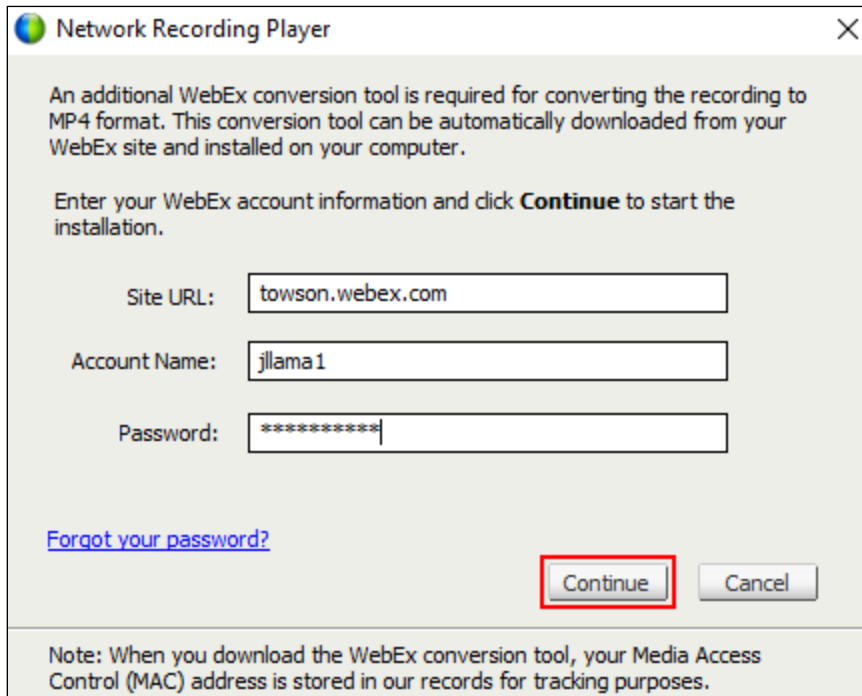 Network Recording Player
An additional WebEx conversion tool is required for converting the recording to
MP4 format. This conversion tool can be automatically downloaded from your
WebEx site and installed on your computer.
Enter your WebEx account information and click Continue to start the
installation.
Site URL: towson.webex.com
Account Name: jllama1
Password: **********
Forgot your password?
Continue Cancel
Note: When you download the WebEx conversion tool, your Media Access
Control (MAC) address is stored in our records for tracking purposes.